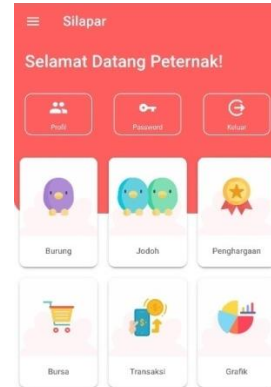 Silapar
Selamat Datang Peternak!
Profil Password Keluar
Burung Jodoh Penghargaan
Bursa Transaksi Grafik